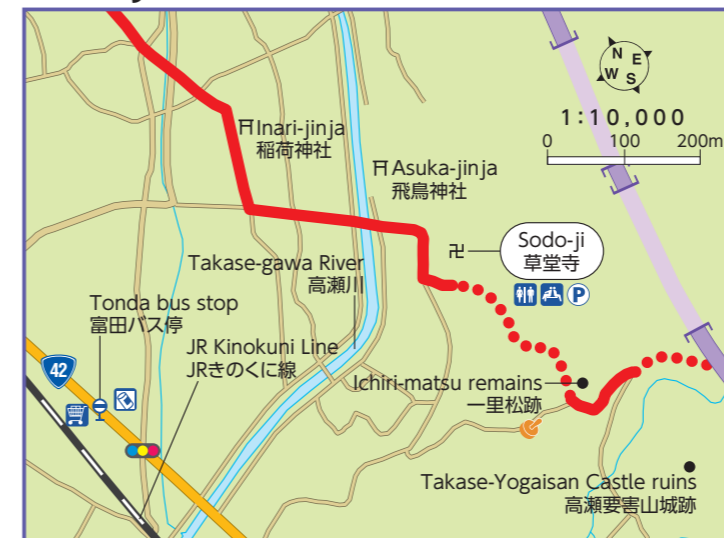 N
E
W
S
1:10,000
0 100 200m
Inari-jinja
稲荷神社
Asuka-jinja
飛鳥神社
Sodo-ji
草堂寺
P
Takase-gawa River
高瀬川
Tonda bus stop
富田バス停
JR Kinokuni Line
JRきのくに線
42
Ichiri-matsu remains
一里松跡
Takase-Yogaisan Castle ruins
高瀬要害山城跡